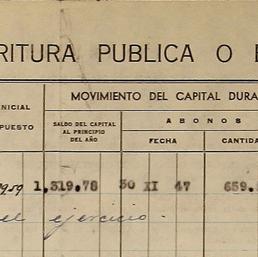 RITURA PUBLICA O
MOVIMIENTO DEL CAPITAL DURA
NICIAL
PUESTO
SALDO DEL CAPITAL
AL PRINCIPIO
DEL AÑO
ABONOS
FECHA
CANTIDA
1,319.78 30 XI 47 659.
el ejercicio.